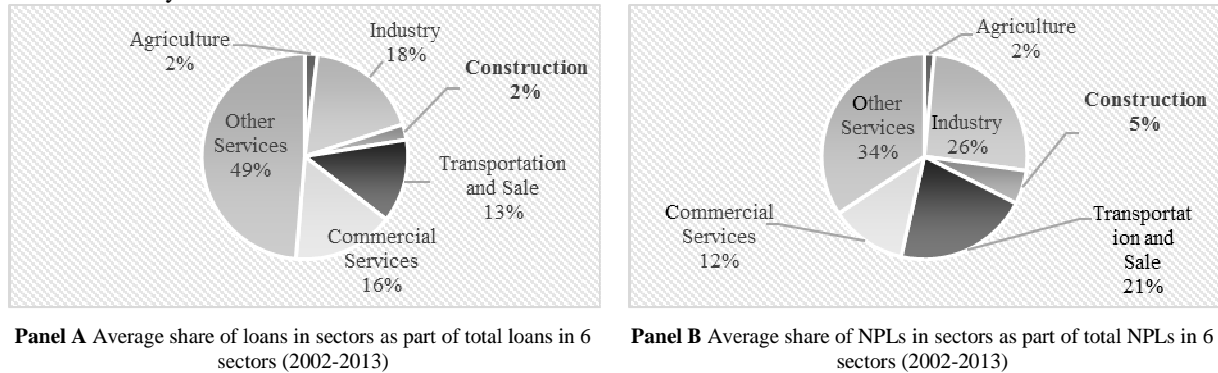 Agriculture
2%
Industry
18%
Construction
2%
Other
Services
49%
Transportation
and Sale
13%
Commercial
Services
16%
Panel A Average share of loans in sectors as part of total loans in 6
sectors (2002-2013)
Agriculture
2%
Other
Services
34%
Industry
26%
Construction
5%
Commercial
Services
12%
Transportat
ion and
Sale
21%
Panel B Average share of NPLs in sectors as part of total NPLs in 6
sectors (2002-2013)